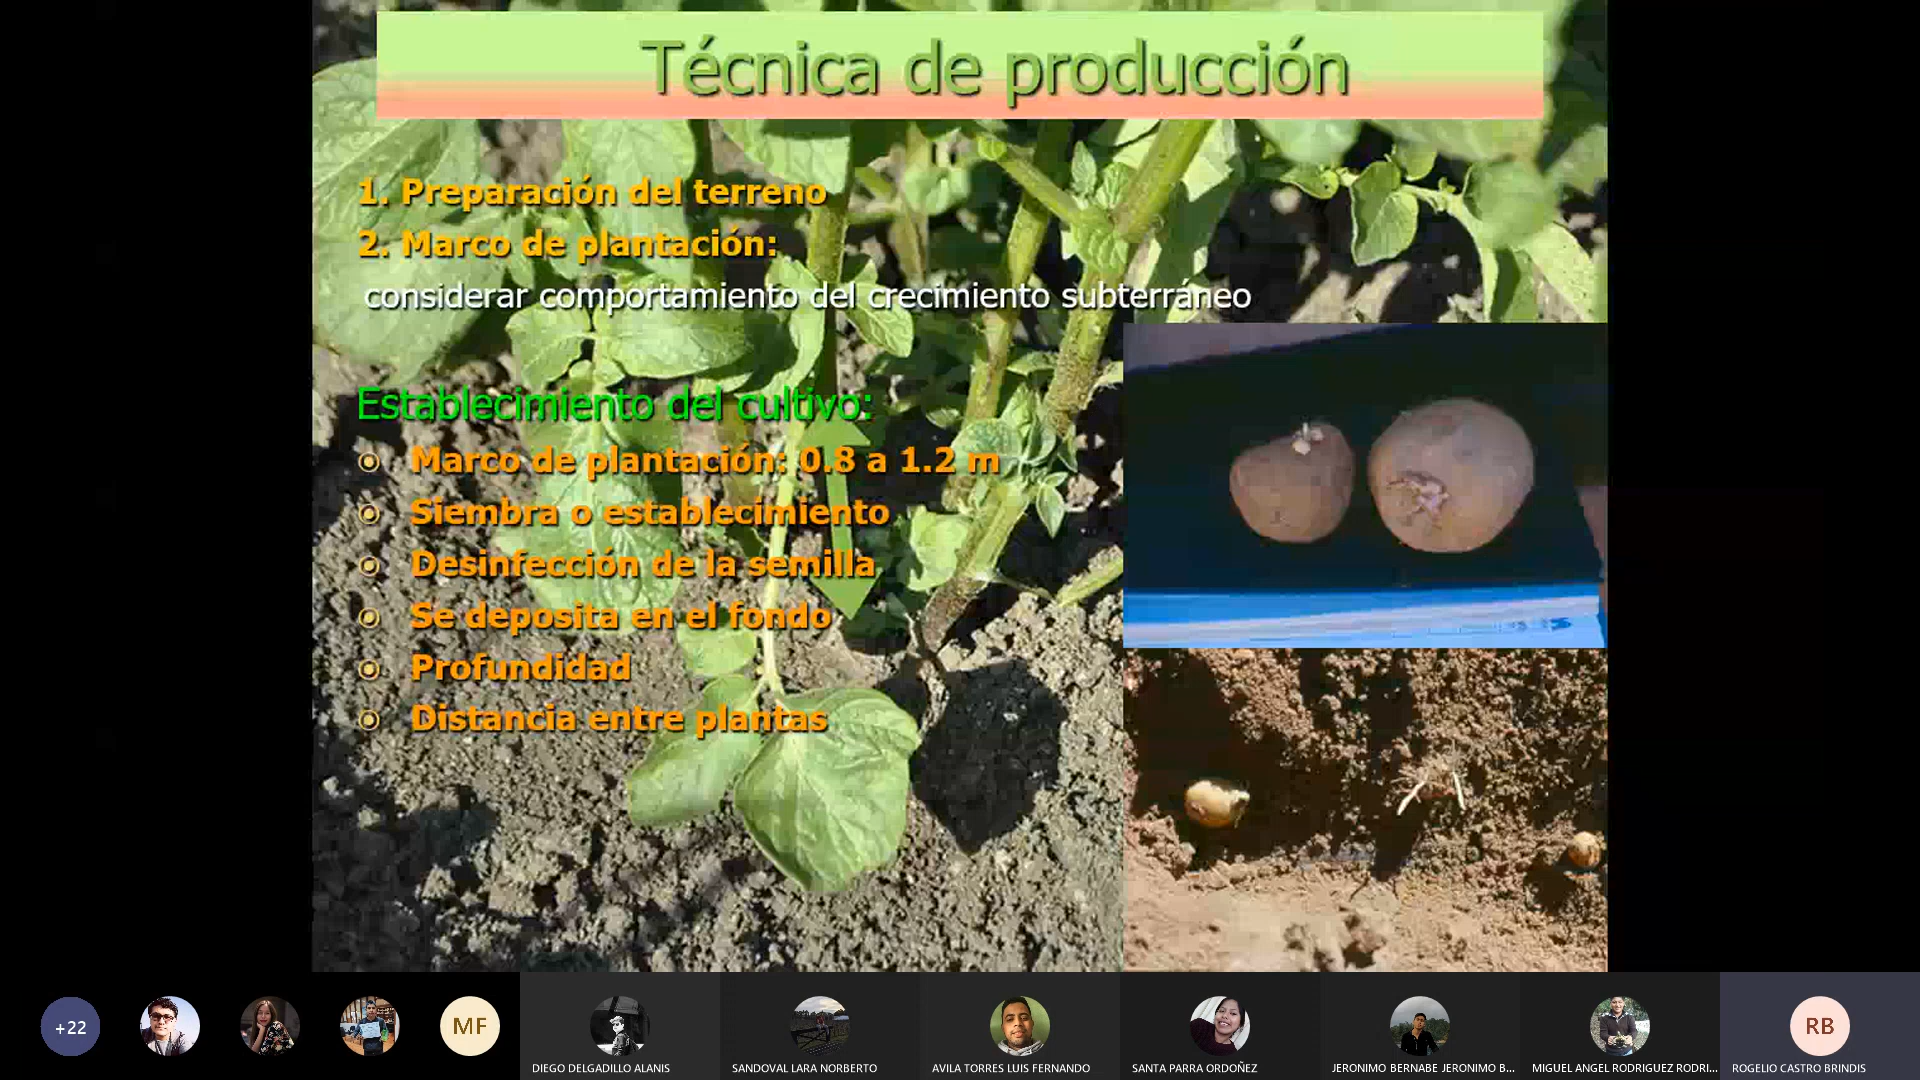 Técnica de producción
1. Preparación del terreno
2. Marco de plantación:
considerar comportamiento del crecimiento subterráneo
Establecimiento del cultivo:
Marco de plantación: 0.8 a 1.2 m
Siembra o establecimiento
Desinfección de la semilla
Se deposita en el fondo
Profundidad
Distancia entre plantas
+22
MF
DIEGO DELGADILLO ALANIS
SANDOVAL LARA NORBERTO
AVILA TORRES LUIS FERNANDO
SANTA PARRA ORDOÑEZ
JERONIMO BERNABE JERONIMO B...
MIGUEL ANGEL RODRIGUEZ RODRI...
RB
ROGELIO CASTRO BRINDIS